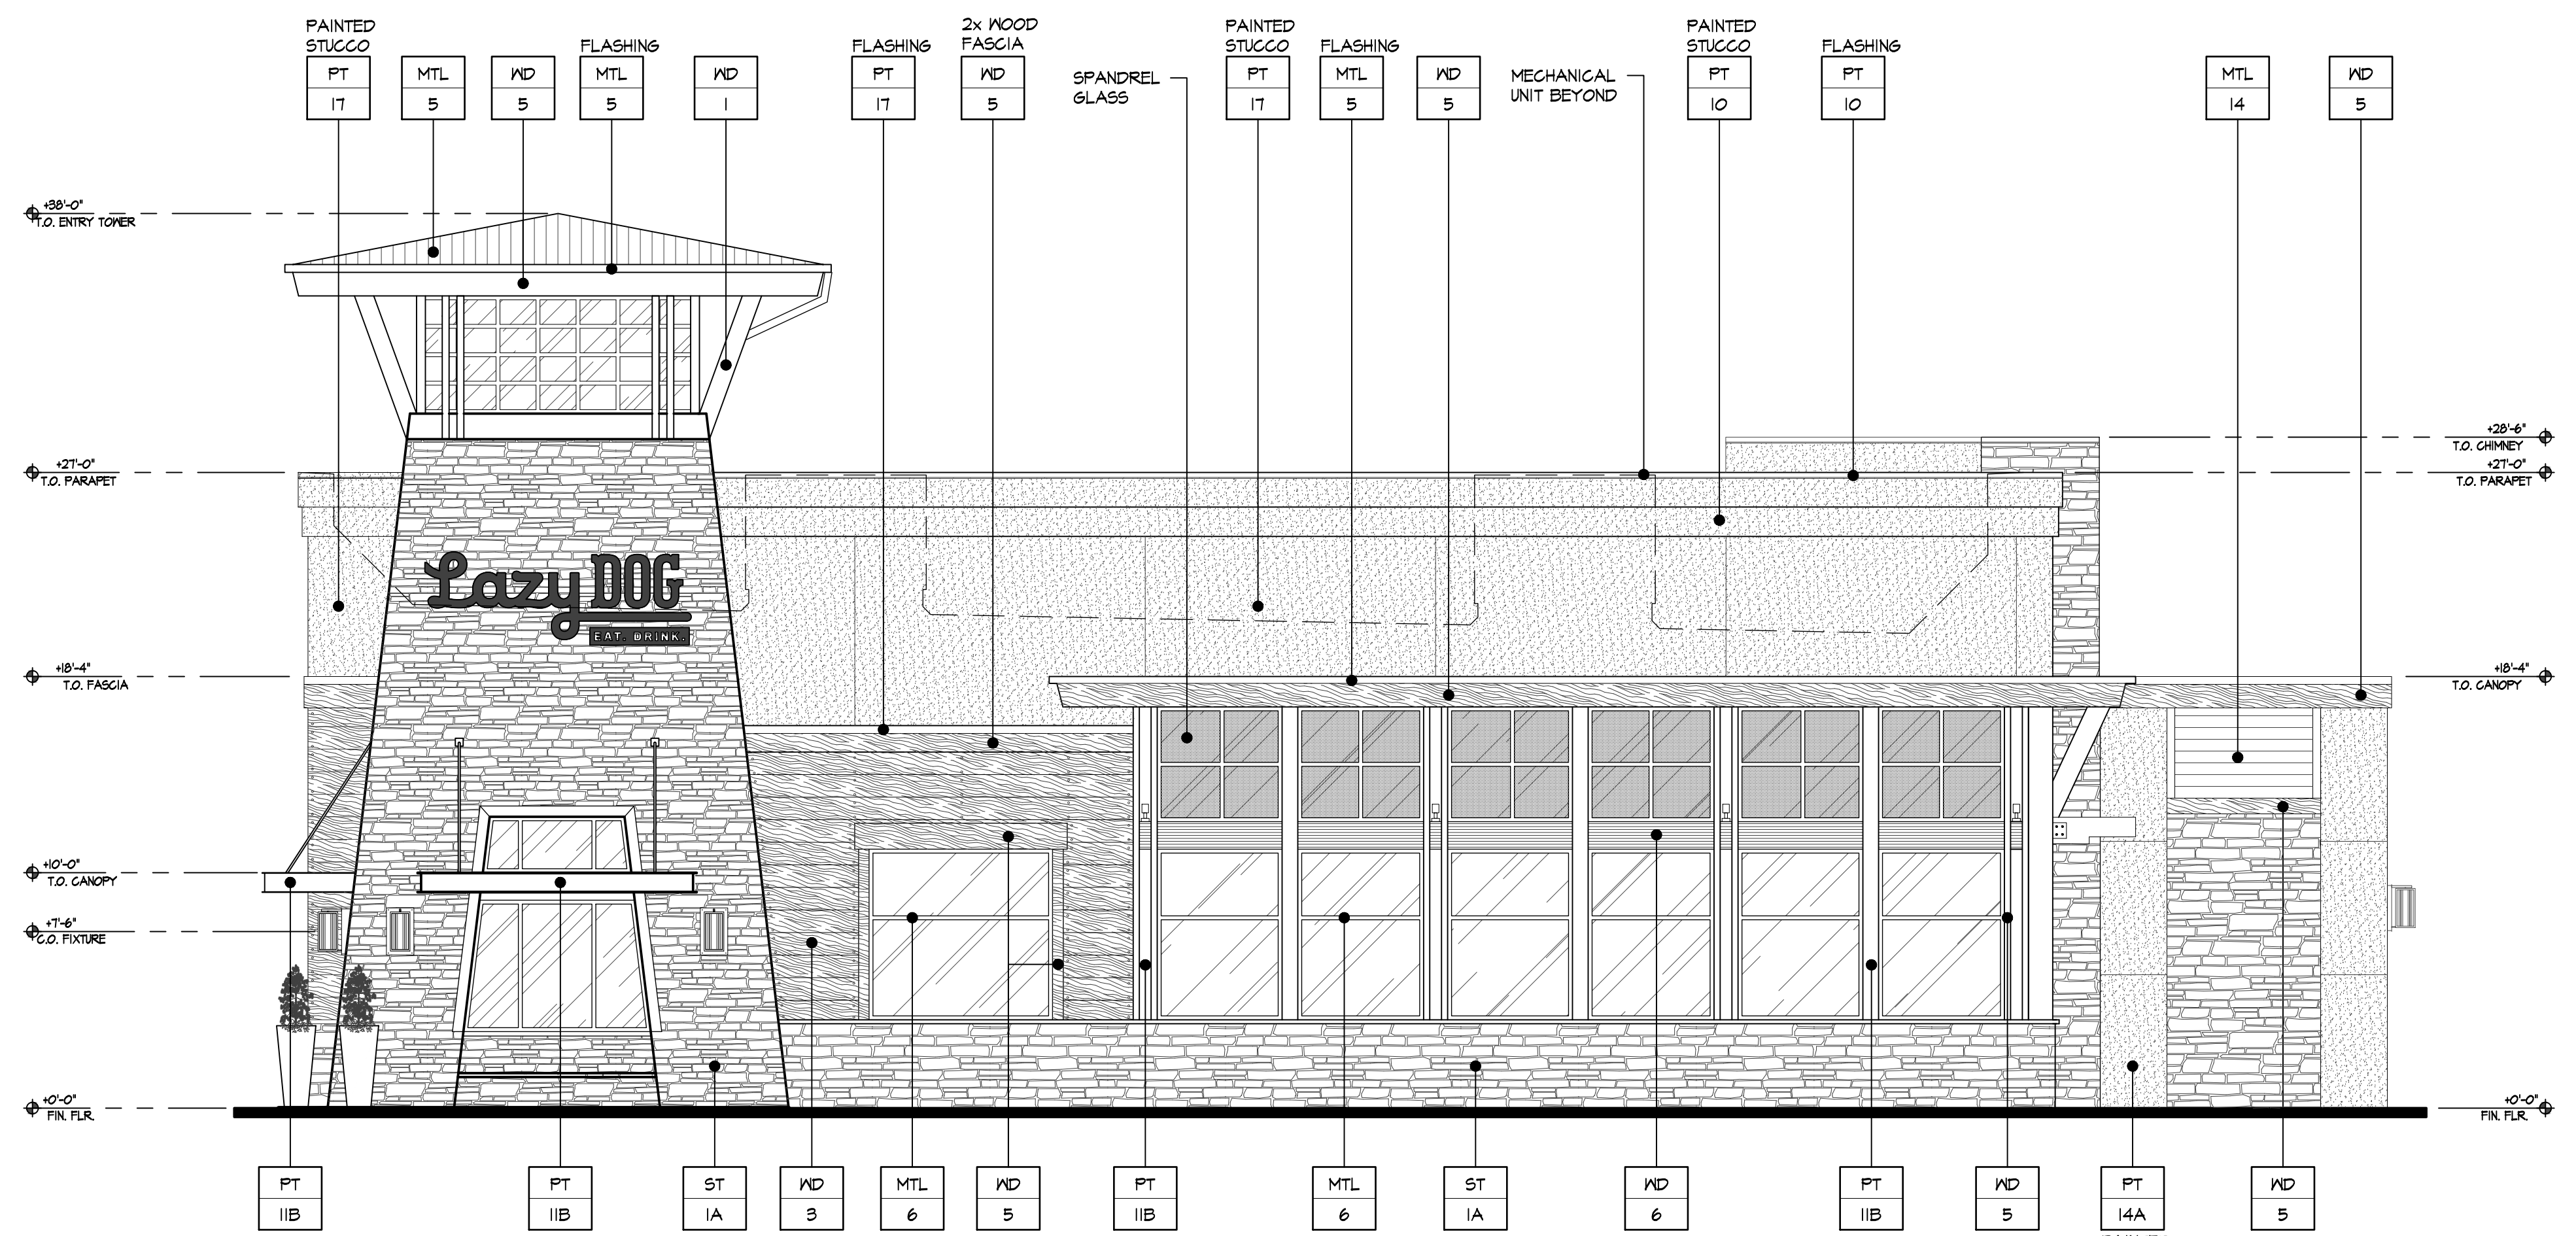 PAINTED
STUCCO
PT
17
MTL
5
WD
5
FLASHING
MTL
5
WD
1
FLASHING
PT
17
2x WOOD
FASCIA
WD
5
SPANDREL
GLASS
PAINTED
STUCCO
PT
17
FLASHING
MTL
5
WD
5
MECHANICAL
UNIT BEYOND
PAINTED
STUCCO
PT
10
FLASHING
PT
10
MTL
14
WD
5
+38'-0"
T.O. ENTRY TOWER
+27'-0"
T.O. PARAPET
+18'-4"
T.O. FASCIA
+10'-0"
T.O. CANOPY
+7'-6"
C.O. FIXTURE
+0'-0"
FIN. FLR.
Lazy DOG
EAT. DRINK.
+28'-6"
T.O. CHIMNEY
+27'-0"
T.O. PARAPET
+18'-4"
T.O. CANOPY
+0'-0"
FIN. FLR.
PT
11B
PT
11B
ST
1A
WD
3
MTL
6
WD
5
PT
11B
MTL
6
ST
1A
WD
6
PT
11B
WD
5
PT
14A
WD
5